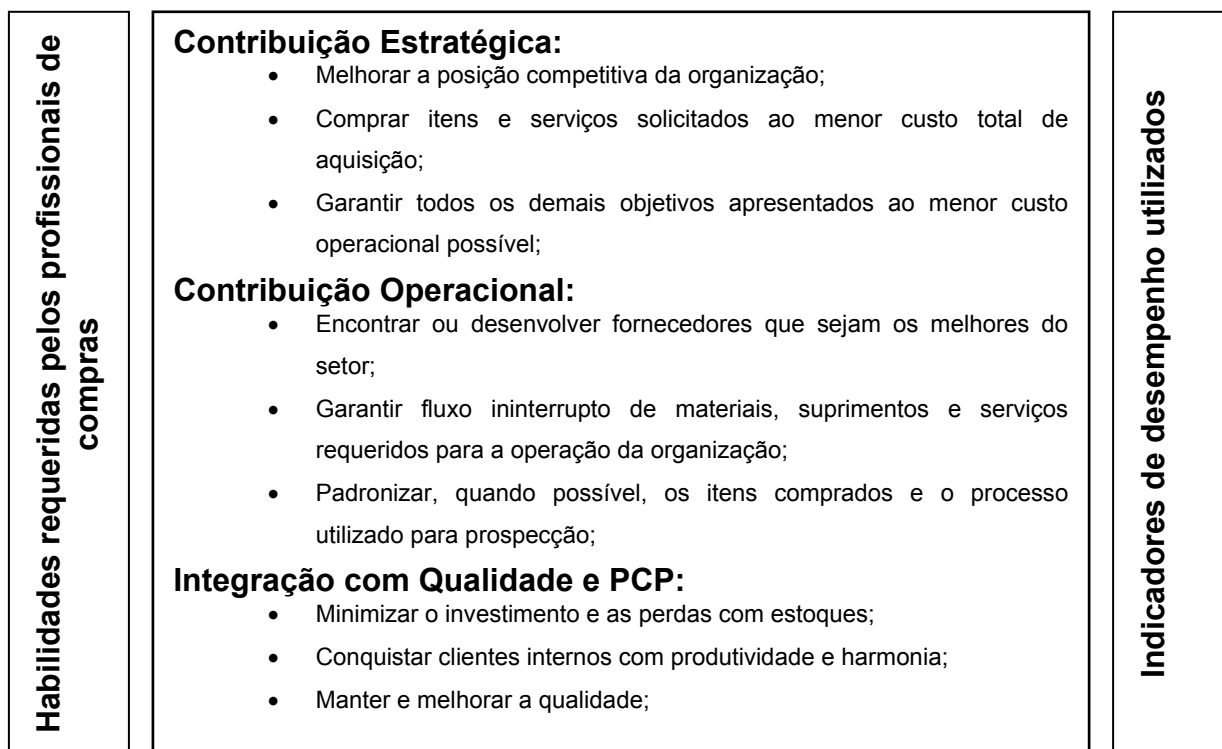 Habilidades requeridas pelos profissionais de
compras
Contribuição Estratégica:
• Melhorar a posição competitiva da organização;
• Comprar itens e serviços solicitados ao menor custo total de
aquisição;
• Garantir todos os demais objetivos apresentados ao menor custo
operacional possível;
Contribuição Operacional:
• Encontrar ou desenvolver fornecedores que sejam os melhores do
setor;
• Garantir fluxo ininterrupto de materiais, suprimentos e serviços
requeridos para a operação da organização;
• Padronizar, quando possível, os itens comprados e o processo
utilizado para prospecção;
Integração com Qualidade e PCP:
• Minimizar o investimento e as perdas com estoques;
• Conquistar clientes internos com produtividade e harmonia;
• Manter e melhorar a qualidade;
Indicadores de desempenho utilizados